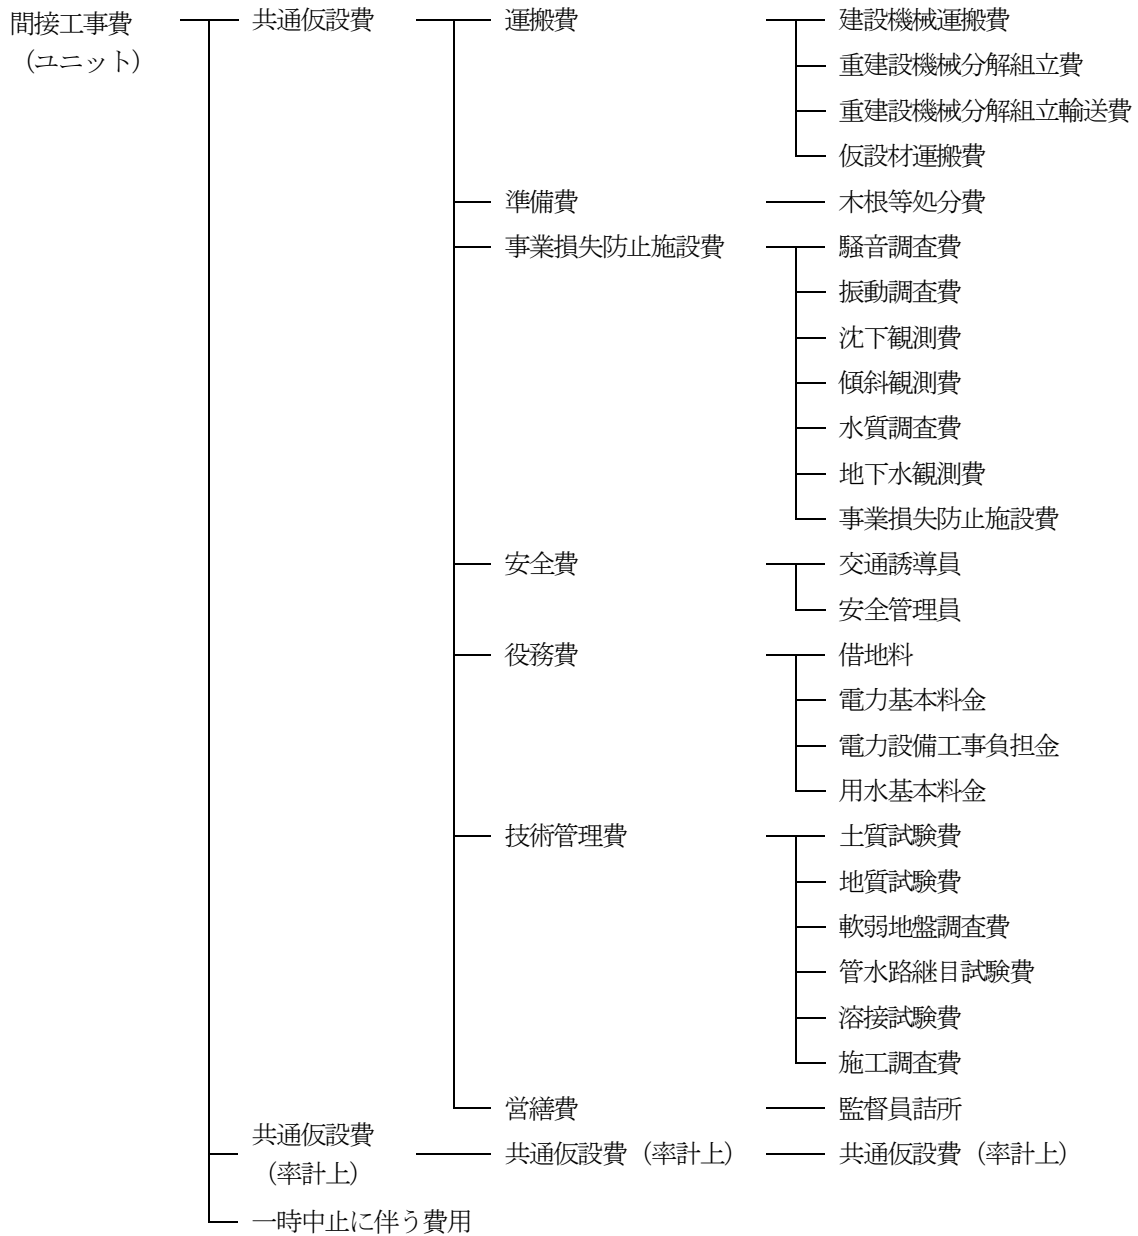 間接工事費
（ユニット）
共通仮設費
運搬費
建設機械運搬費
重建設機械分解組立費
重建設機械分解組立輸送費
仮設材運搬費
準備費
木根等処分費
事業損失防止施設費
騒音調査費
振動調査費
沈下観測費
傾斜観測費
水質調査費
地下水観測費
事業損失防止施設費
安全費
交通誘導員
安全管理員
役務費
借地料
電力基本料金
電力設備工事負担金
用水基本料金
技術管理費
土質試験費
地質試験費
軟弱地盤調査費
管水路継目試験費
溶接試験費
施工調査費
営繕費
監督員詰所
共通仮設費
（率計上）
共通仮設費（率計上）
共通仮設費（率計上）
一時中止に伴う費用